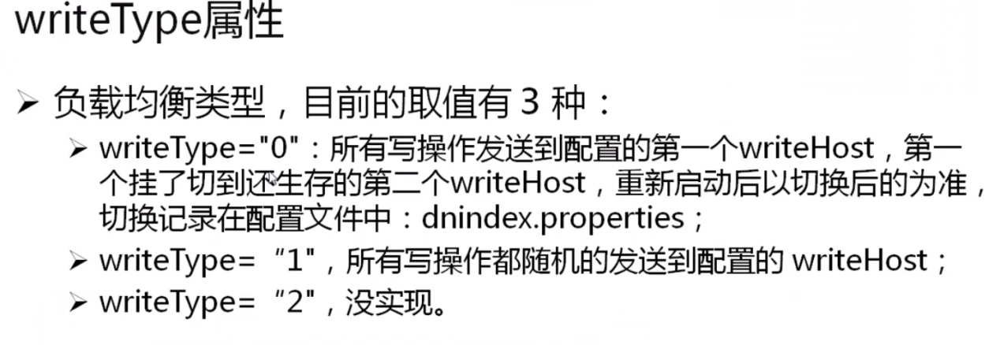 writeType属性
➢ 负载均衡类型，目前的取值有 3 种：
➢ writeType="0"：所有写操作发送到配置的第一个writeHost，第一
个挂了切到还生存的第二个writeHost，重新启动后以切换后的为准，
切换记录在配置文件中：dnindex.properties；
➢ writeType=“1"，所有写操作都随机的发送到配置的 writeHost；
➢ writeType=“2"，没实现。